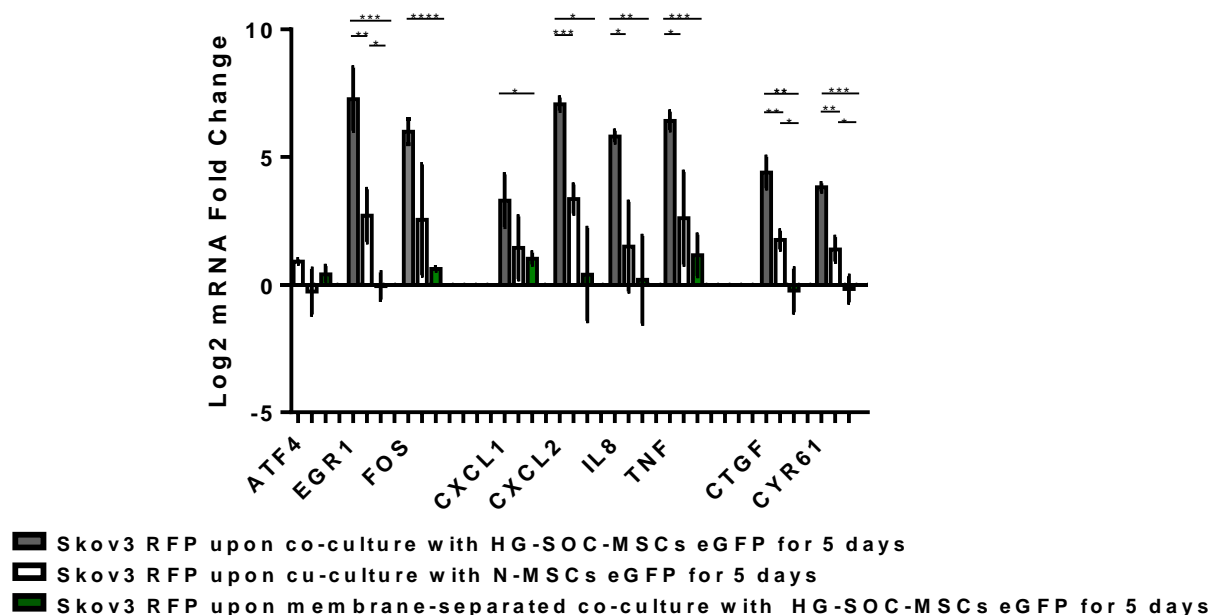 *** **** * ** ***
* ** ***
** * *** * *
*
** ***
** **
* *
10
5
0
-5
Log2 mRNA Fold Change
ATF4 EGR1 FOS CXCL1 CXCL2 IL8 TNF CTGF CYR61
Skov3 RFP upon co-culture with HG-SOC-MSCs eGFP for 5 days
Skov3 RFP upon cu-culture with N-MSCs eGFP for 5 days
Skov3 RFP upon membrane-separated co-culture with HG-SOC-MSCs eGFP for 5 days